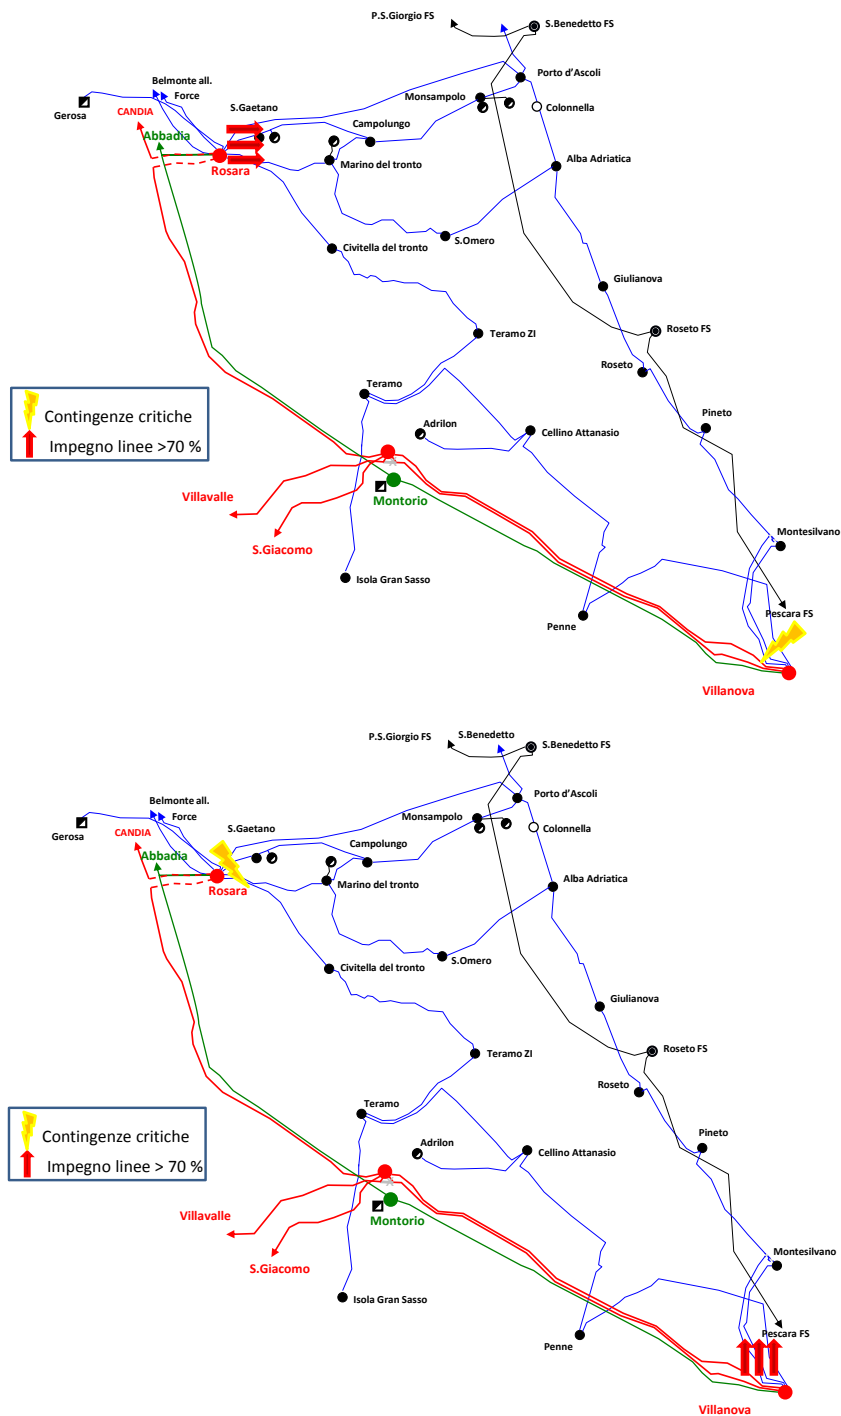 P.S.Giorgio FS
S.Benedetto FS
Porto d'Ascoli
Belmonte all.
Force
Gerosa
CANDIA
S.Gaetano
Monsampolo
Colonnella
Abbadia
Campolungo
Rosara
Marino del tronto
Alba Adriatica
Civitella del tronto
S.Omero
Giulianova
Teramo ZI
Roseto FS
Roseto
Teramo
Contingenze critiche
Impegno linee >70 %
Adrilon
Cellino Attanasio
Pineto
Villavalle
Montorio
S.Giacomo
Montesilvano
Isola Gran Sasso
Penne
Pescara FS
Villanova
P.S.Giorgio FS
S.Benedetto
S.Benedetto FS
Porto d'Ascoli
Belmonte all.
Force
Gerosa
CANDIA
S.Gaetano
Monsampolo
Colonnella
Abbadia
Campolungo
Rosara
Marino del tronto
Alba Adriatica
Civitella del tronto
S.Omero
Giulianova
Teramo ZI
Roseto FS
Roseto
Teramo
Contingenze critiche
Impegno linee > 70 %
Adrilon
Cellino Attanasio
Pineto
Villavalle
Montorio
S.Giacomo
Montesilvano
Isola Gran Sasso
Penne
Pescara FS
Villanova